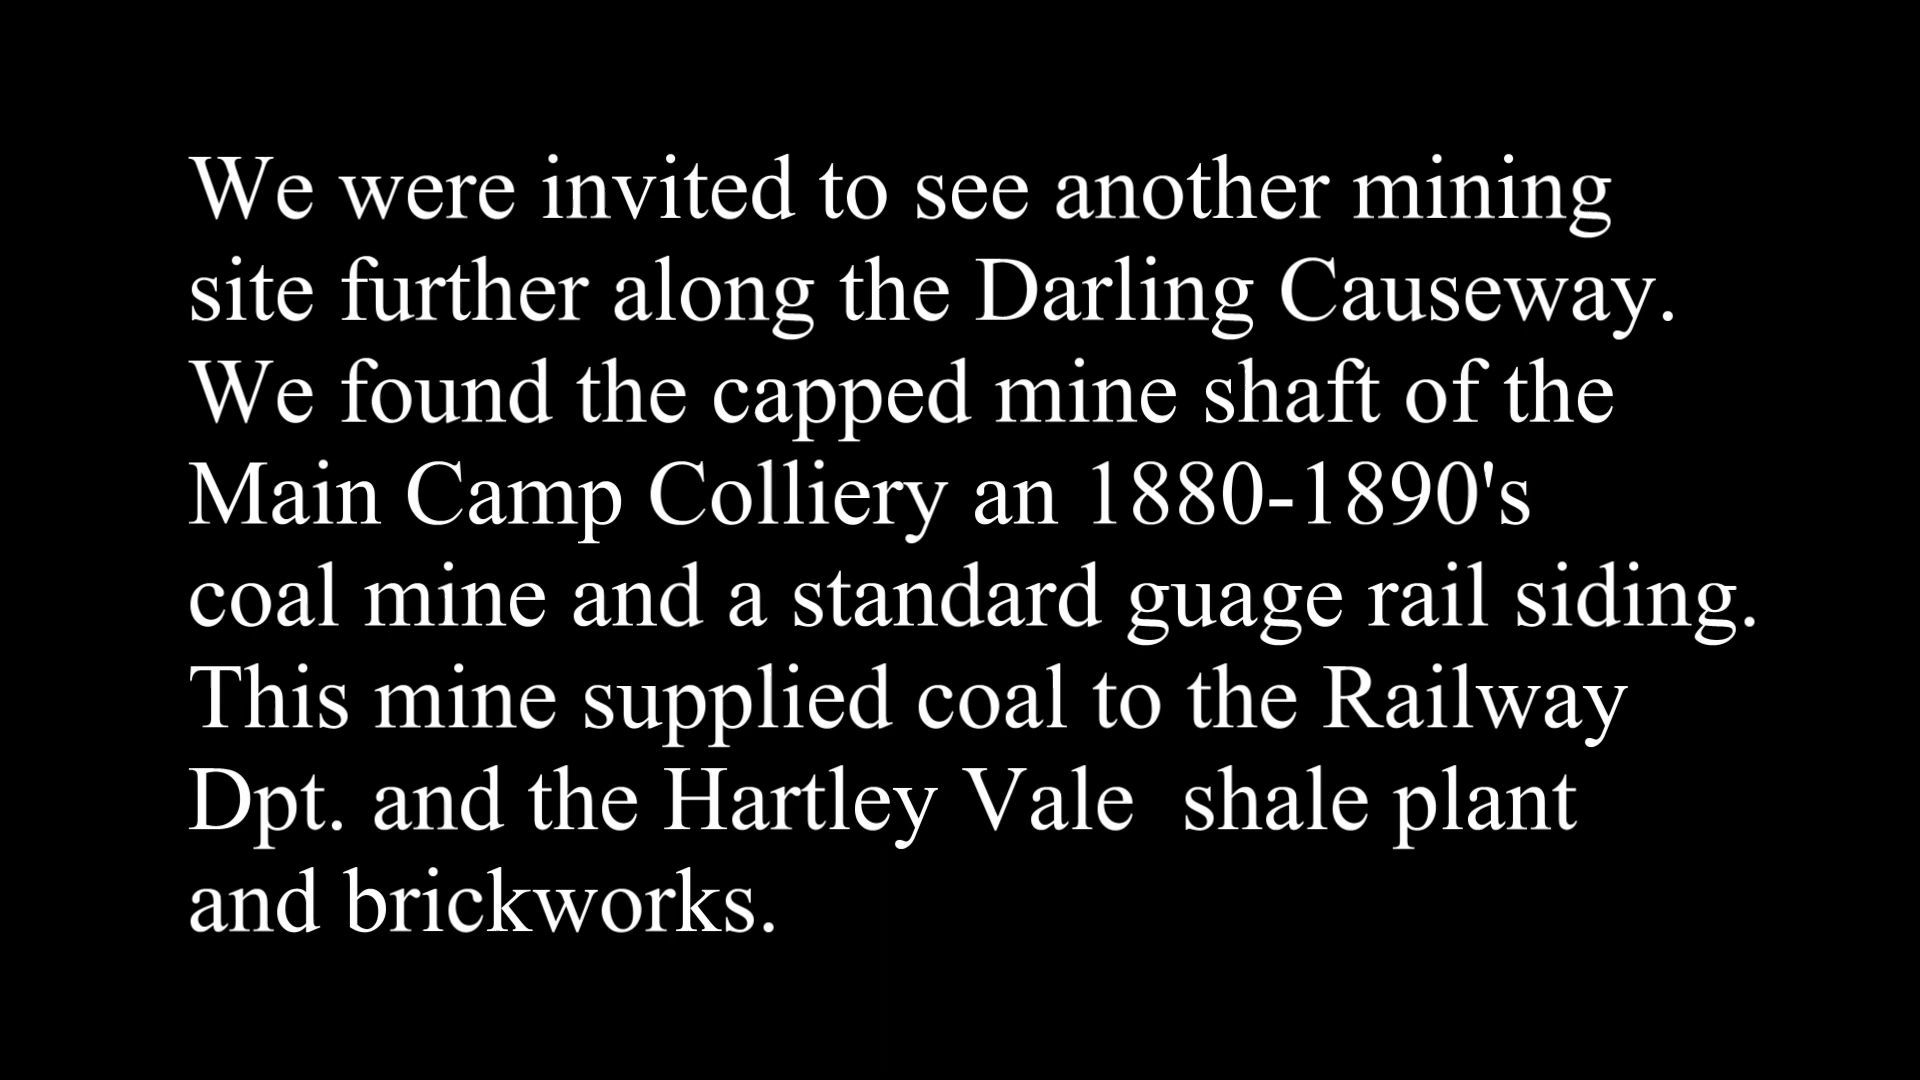 We were invited to see another mining
site further along the Darling Causeway.
We found the capped mine shaft of the
Main Camp Colliery an 1880-1890's
coal mine and a standard guage rail siding.
This mine supplied coal to the Railway
Dpt. and the Hartley Vale  shale plant
and brickworks.